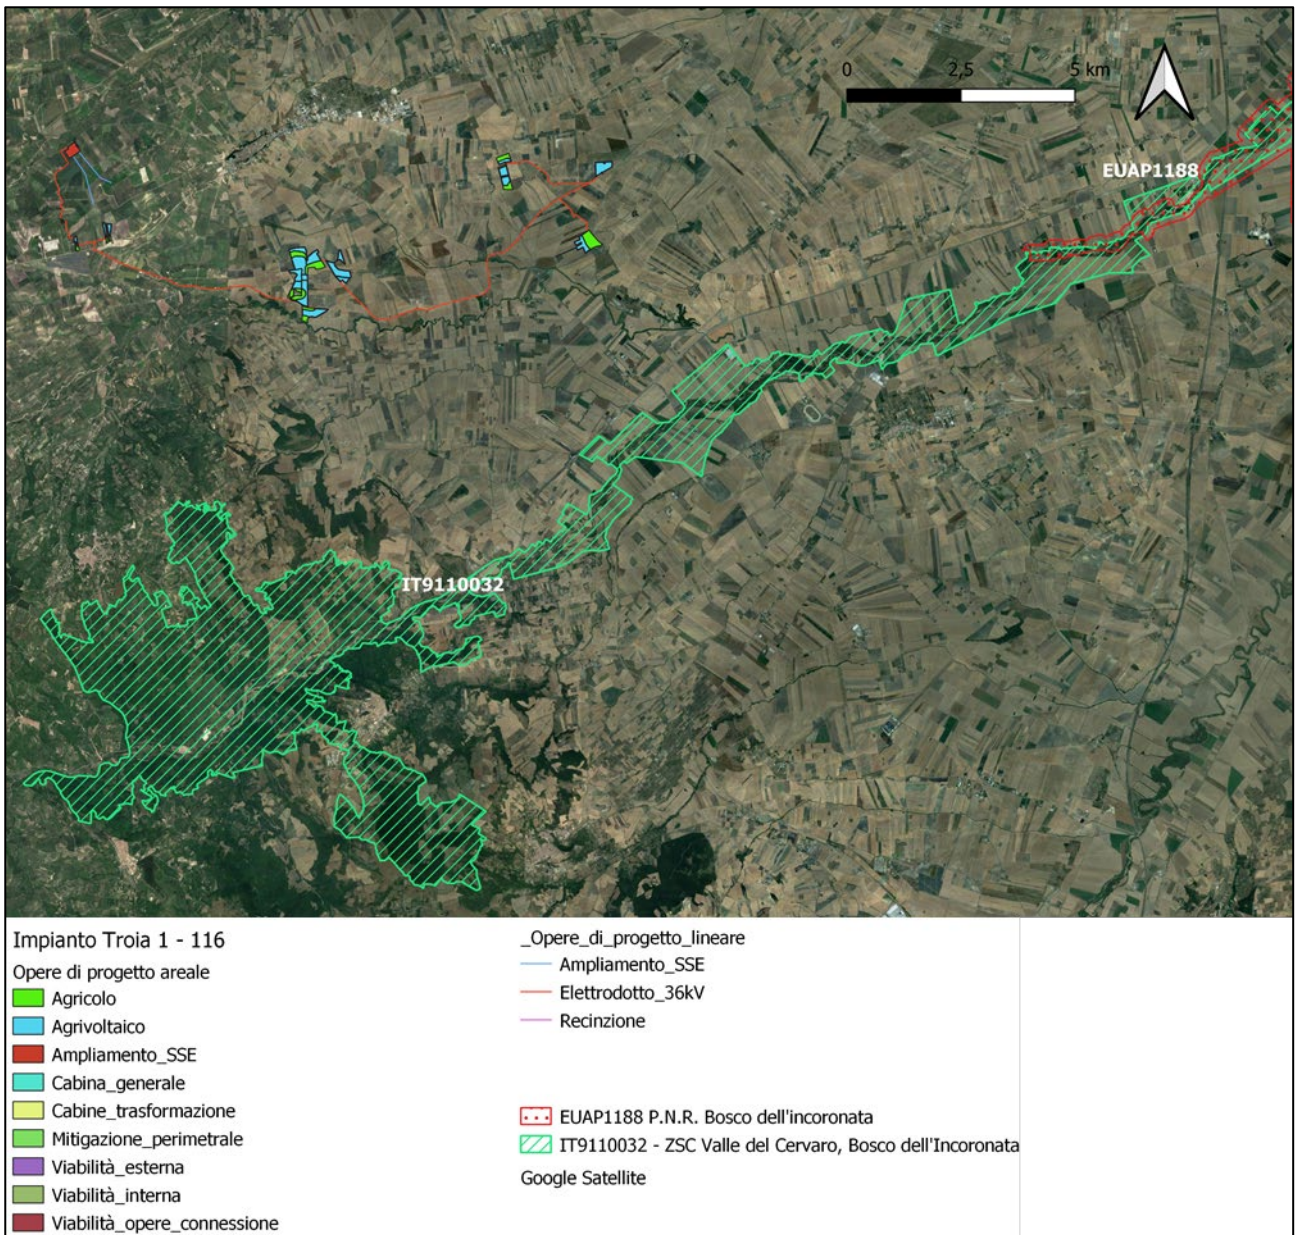 0 2,5 5 km
EUAP1188
IT9110032
Impianto Troia 1 - 116
Opere di progetto areale
Agricolo
Agrivoltaico
Ampliamento_SSE
Cabina_generale
Cabine_trasformazione
Mitigazione_perimetrale
Viabilità_esterna
Viabilità_interna
Viabilità_opere_connessione
_Opere_di_progetto_lineare
Ampliamento_SSE
Elettrodotto_36kV
Recinzione
EUAP1188 P.N.R. Bosco dell'incoronata
IT9110032 - ZSC Valle del Cervaro, Bosco dell'Incoronata
Google Satellite